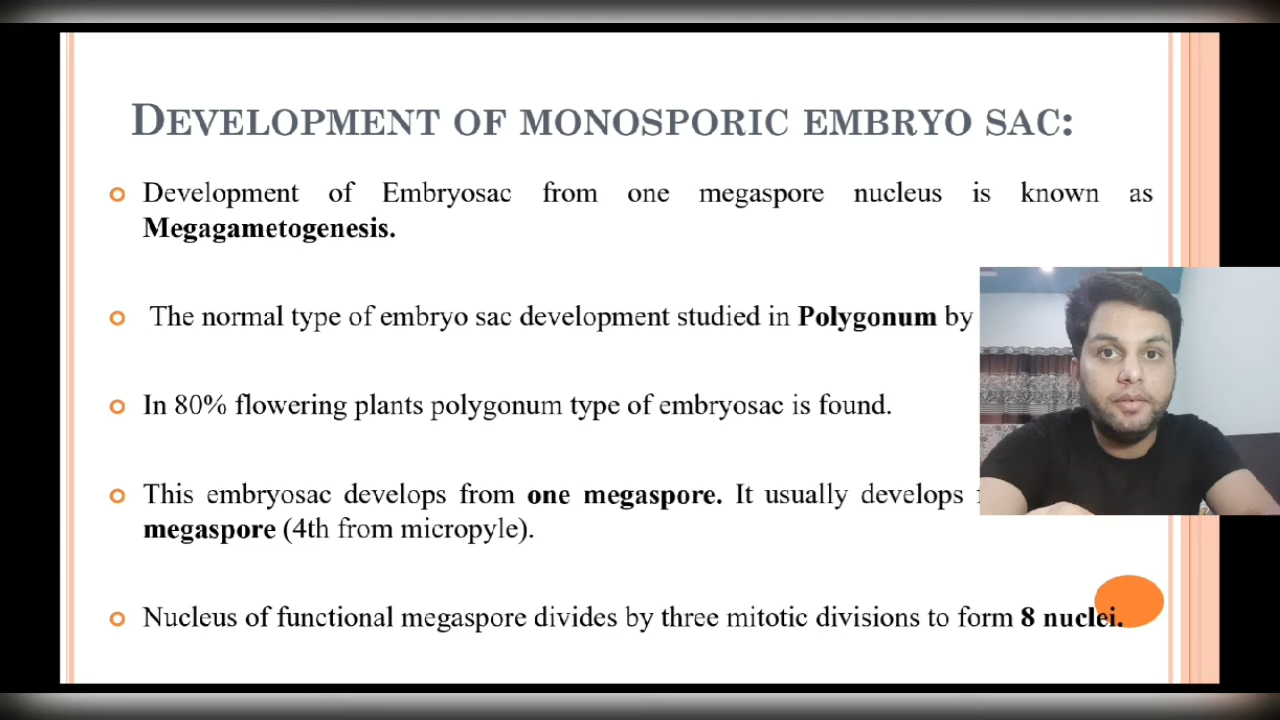 DEVELOPMENT OF MONOSPORIC EMBRYO SAC:
Development of Embryosac from one megaspore nucleus is known as
Megagametogenesis.
The normal type of embryo sac development studied in Polygonum by
In 80% flowering plants polygonum type of embryosac is found.
This embryosac develops from one megaspore. It usually develops
megaspore (4th from micropyle).
Nucleus of functional megaspore divides by three mitotic divisions to form 8 nuclei.